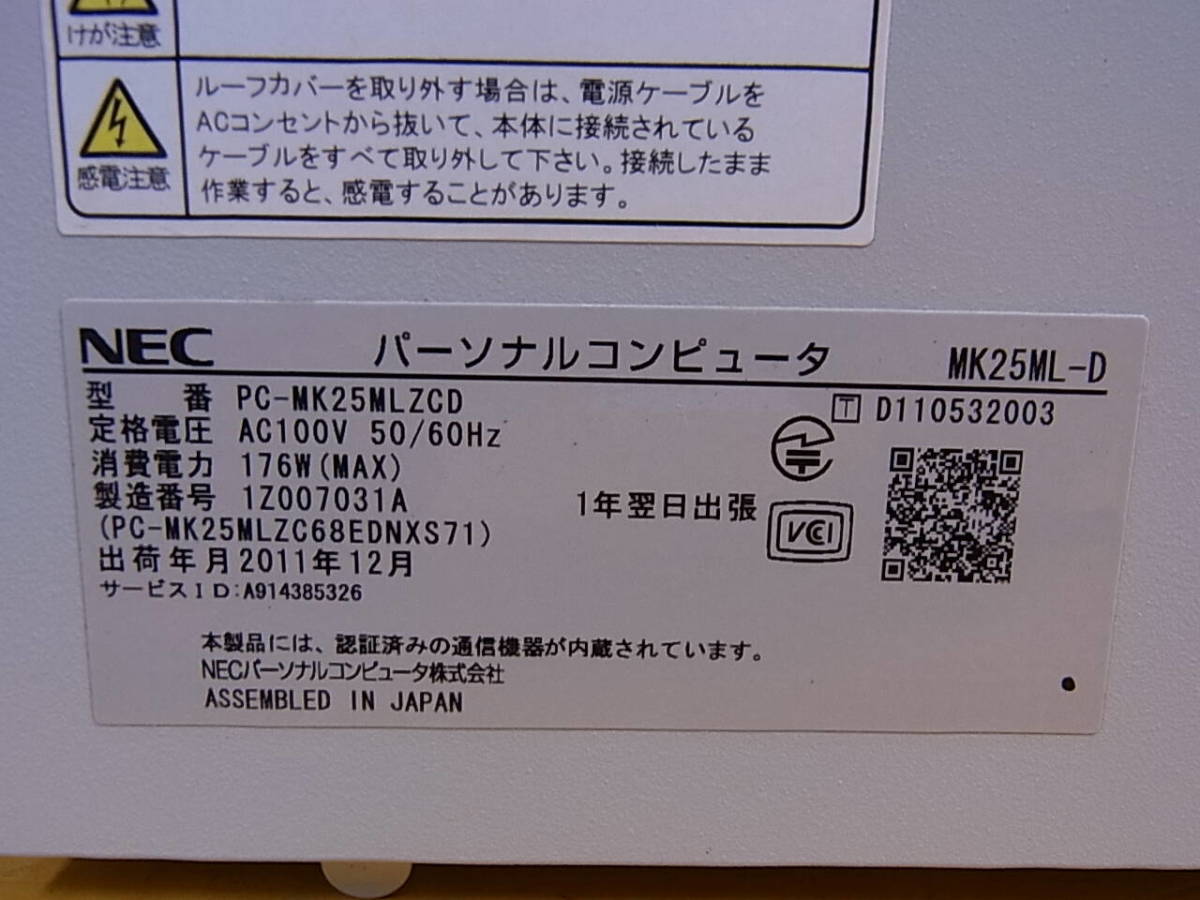 けが注意
感電注意
ルーフカバーを取り外す場合は、電源ケーブルを
ACコンセントから抜いて、本体に接続されている
ケーブルをすべて取り外して下さい。接続したまま
作業すると、感電することがあります。
NEC パーソナルコンピュータ MK25ML-D
型 番 PC-MK25MLZCD
T D110532003
定格電圧 AC100V 50/60Hz
消費電力 176W(MAX)
製造番号 1Z007031A
1年翌日出張
VCI
(PC-MK25MLZC68EDNXS71)
出荷年月 2011年12月
サービスID:A914385326
本製品には、認証済みの通信機器が内蔵されています。
NECパーソナルコンピュータ株式会社
ASSEMBLED IN JAPAN